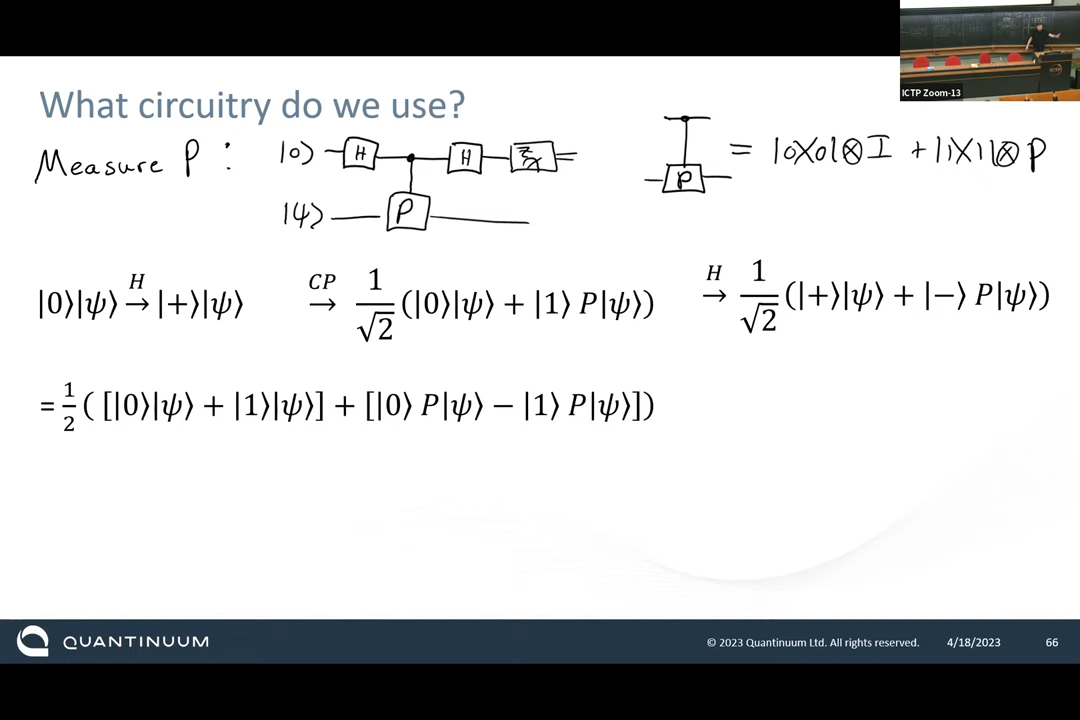 ICTP Zoom-13
What circuitry do we use?
Measure P : |0⟩ H H
|ψ⟩ P
P = |0⟩⟨0|⊗I + |1⟩⟨1|⊗P
|0⟩|ψ⟩ →^H |+⟩|ψ⟩ →^CP 1/√2 (|0⟩|ψ⟩ + |1⟩ P|ψ⟩) →^H 1/√2 (|+⟩|ψ⟩ + |−⟩ P|ψ⟩)
= 1/2 ( [|0⟩|ψ⟩ + |1⟩|ψ⟩] + [|0⟩ P|ψ⟩ − |1⟩ P|ψ⟩])
QUANTINUUM
© 2023 Quantinuum Ltd. All rights reserved. 4/18/2023 66